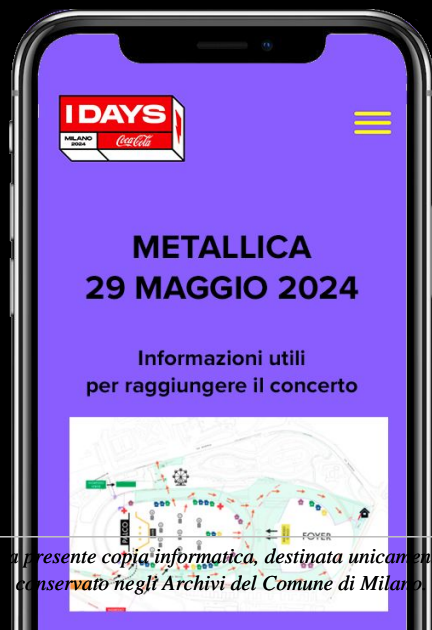 I DAYS
MILANO
2024
Coca-Cola
METALLICA
29 MAGGIO 2024
Informazioni utili
per raggiungere il concerto
PALCO
FOYER
a presente copia informatica, destinata unicamen
conservato negli Archivi del Comune di Milano.